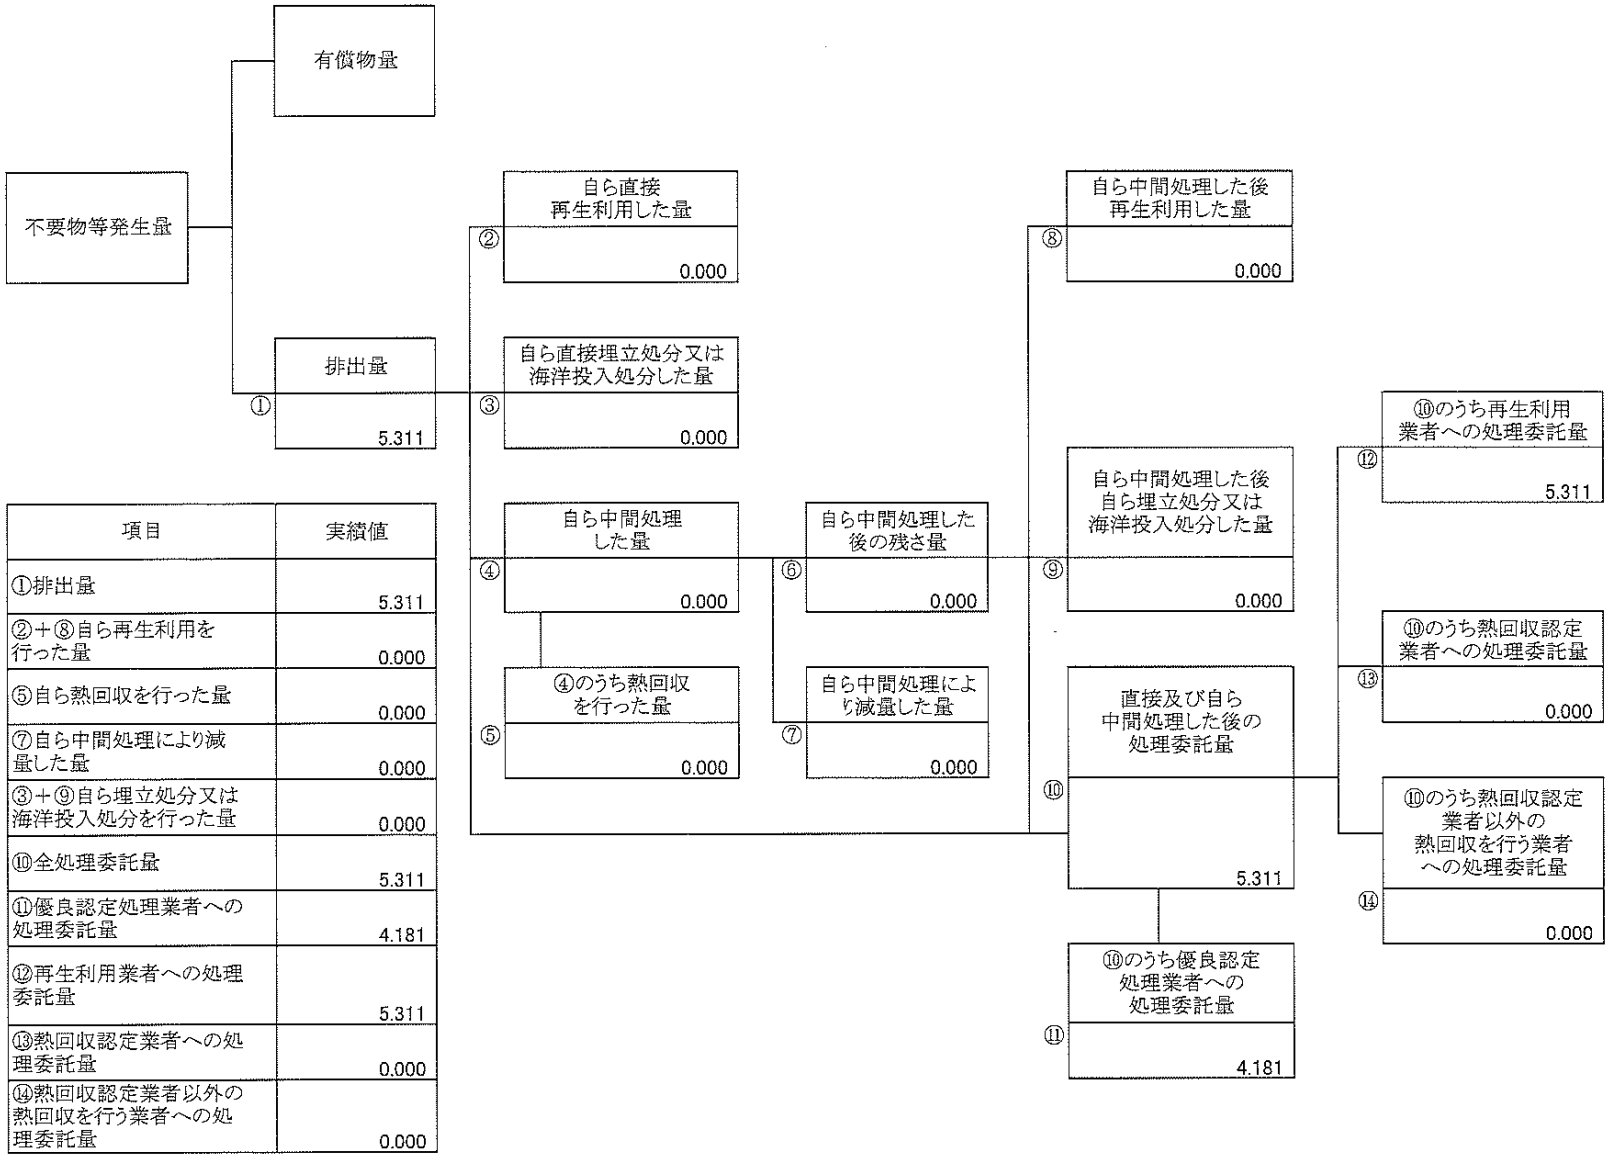 有償物量
不要物等発生量
排出量
①
5.311
自ら直接
再生利用した量
②
0.000
自ら直接埋立処分又は
海洋投入処分した量
③
0.000
自ら中間処理
した量
④
0.000
④のうち熱回収
を行った量
⑤
0.000
自ら中間処理した
後の残さ量
⑥
0.000
自ら中間処理によ
り減量した量
⑦
0.000
自ら中間処理した後
再生利用した量
⑧
0.000
自ら中間処理した後
自ら埋立処分又は
海洋投入処分した量
⑨
0.000
直接及び自ら
中間処理した後の
処理委託量
⑩
5.311
⑩のうち優良認定
処理業者への
処理委託量
⑪
4.181
⑩のうち再生利用
業者への処理委託量
⑫
5.311
⑩のうち熱回収認定
業者への処理委託量
⑬
0.000
⑩のうち熱回収認定
業者以外の
熱回収を行う業者
への処理委託量
⑭
0.000
項目 実績値
①排出量
5.311
②+⑧自ら再生利用を
行った量
0.000
⑤自ら熱回収を行った量
0.000
⑦自ら中間処理により減
量した量
0.000
③+⑨自ら埋立処分又は
海洋投入処分を行った量
0.000
⑩全処理委託量
5.311
⑪優良認定処理業者への
処理委託量
4.181
⑫再生利用業者への処理
委託量
5.311
⑬熱回収認定業者への処
理委託量
0.000
⑭熱回収認定業者以外の
熱回収を行う業者への処
理委託量
0.000